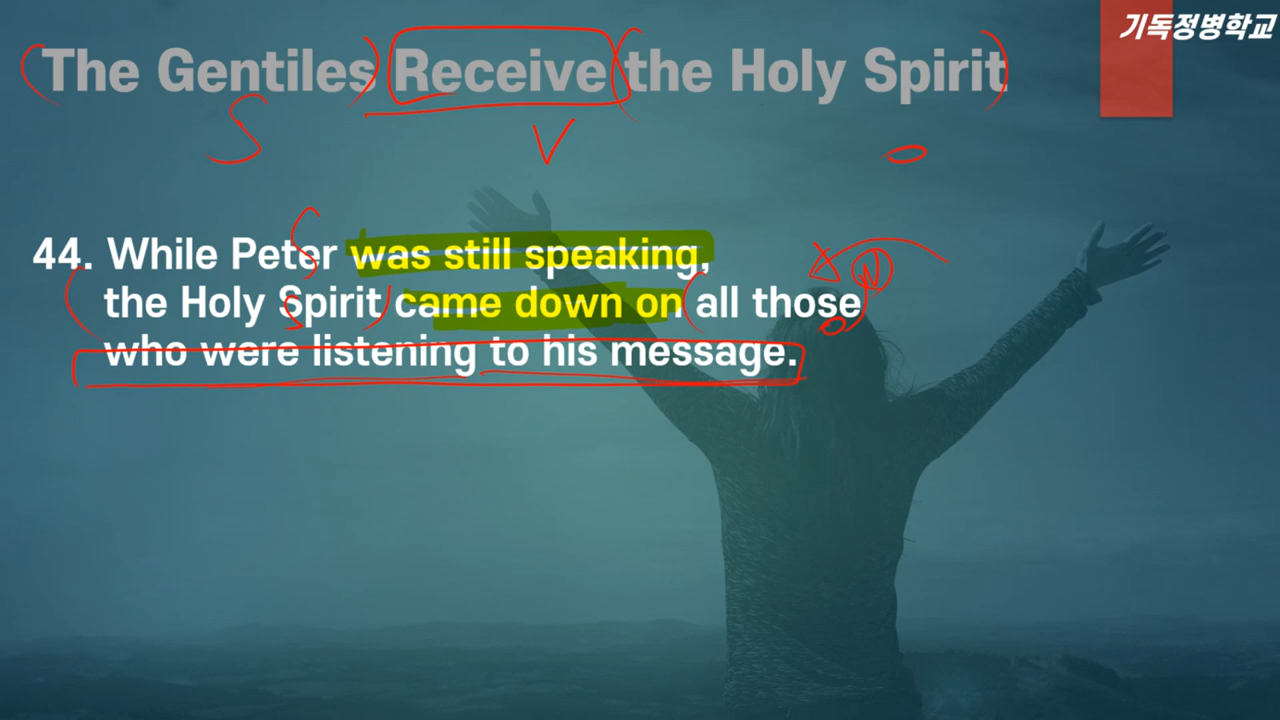 기독정병학교
The Gentiles Receive the Holy Spirit
S V O
44. While Peter was still speaking,
the Holy Spirit came down on all those
who were listening to his message.